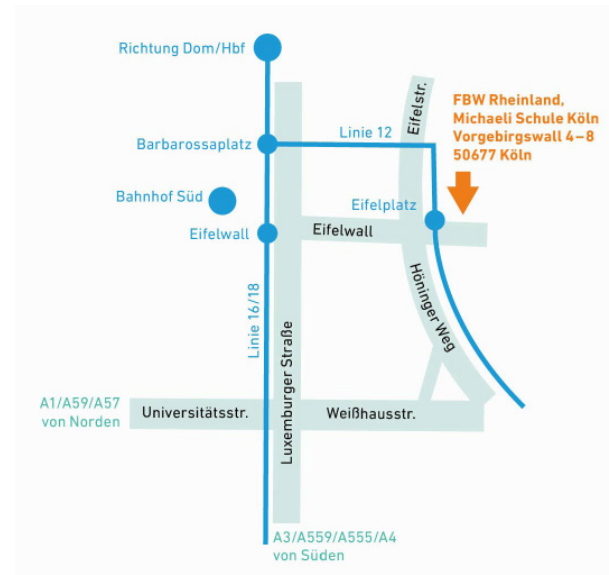 Richtung Dom/Hbf
Eifelstr.
FBW Rheinland,
Michaeli Schule Köln
Vorgebirgswall 4–8
50677 Köln
Linie 12
Barbarossaplatz
Bahnhof Süd
Eifelplatz
Eifelwall
Eifelwall
Höninger Weg
Linie 16/18
Luxemburger Straße
A1/A59/A57
von Norden
Universitätsstr.
Weißhausstr.
A3/A559/A555/A4
von Süden